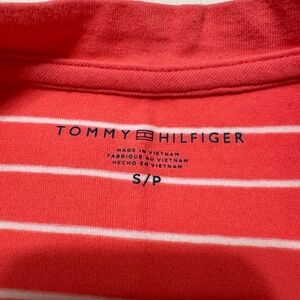 TOMMY HILFIGER
MADE IN VIETNAM
FABRIQUÉ AU VIETNAM
HECHO EN VIETNAM
S/P